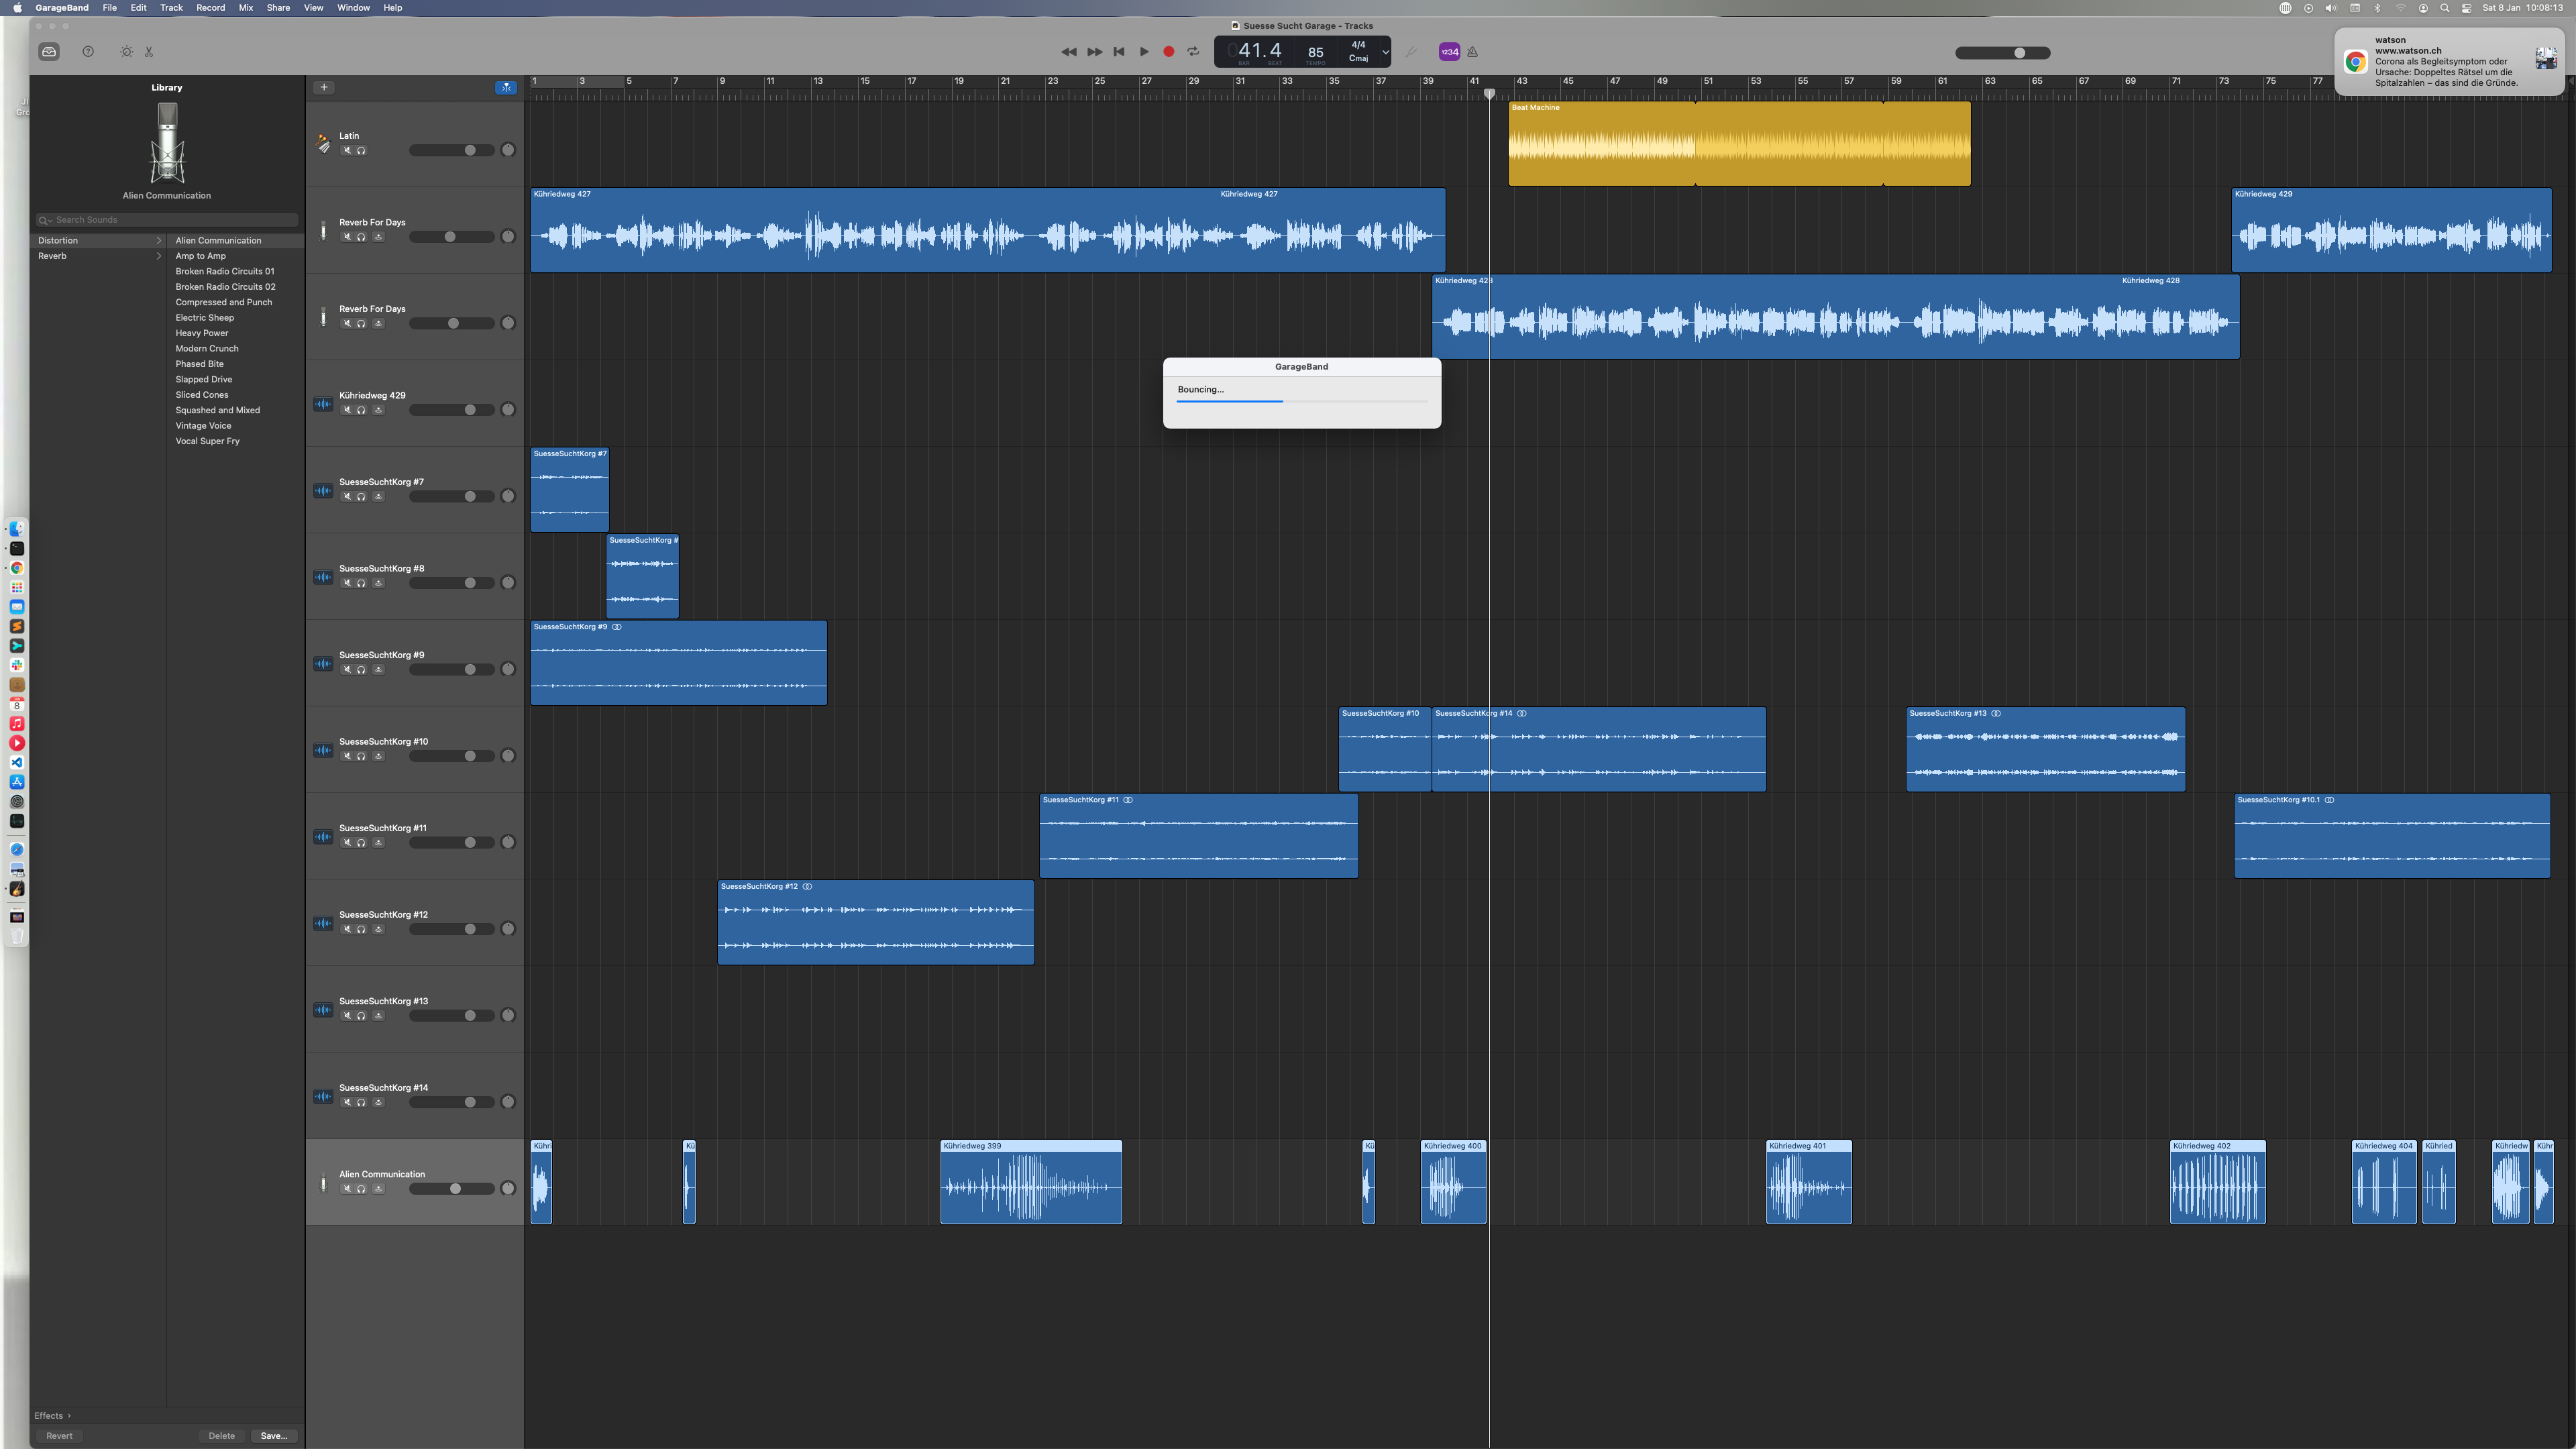 GarageBand File Edit Track Record Mix Share View Window Help
Sat 8 Jan 10:08:13
Suesse Sucht Garage - Tracks
041.4 85 4/4
Cmaj
BAR BEAT TEMPO
1234
watson
www.watson.ch
Corona als Begleitsymptom oder
Ursache: Doppeltes Rätsel um die
Spitalzahlen – das sind die Gründe.
Library
Alien Communication
Search Sounds
Distortion
Reverb
Alien Communication
Amp to Amp
Broken Radio Circuits 01
Broken Radio Circuits 02
Compressed and Punch
Electric Sheep
Heavy Power
Modern Crunch
Phased Bite
Slapped Drive
Sliced Cones
Squashed and Mixed
Vintage Voice
Vocal Super Fry
Effects
Revert Delete Save...
1 3 5 7 9 11 13 15 17 19 21 23 25 27 29 31 33 35 37 39 41 43 45 47 49 51 53 55 57 59 61 63 65 67 69 71 73 75 77
Latin
Beat Machine
Reverb For Days
Kühriedweg 427 Kühriedweg 427 Kühriedweg 429
Reverb For Days
Kühriedweg 428 Kühriedweg 428
GarageBand
Bouncing...
Kühriedweg 429
SuesseSuchtKorg #7
SuesseSuchtKorg #7
SuesseSuchtKorg #8
SuesseSuchtKorg #
SuesseSuchtKorg #9
SuesseSuchtKorg #9
SuesseSuchtKorg #10
SuesseSuchtKorg #10 SuesseSuchtKorg #14 SuesseSuchtKorg #13
SuesseSuchtKorg #11
SuesseSuchtKorg #11 SuesseSuchtKorg #10.1
SuesseSuchtKorg #12
SuesseSuchtKorg #12
SuesseSuchtKorg #13
SuesseSuchtKorg #14
Alien Communication
Kühri Kü Kühriedweg 399 Kü Kühriedweg 400 Kühriedweg 401 Kühriedweg 402 Kühriedweg 404 Kühried Kühriedw Kühr
8